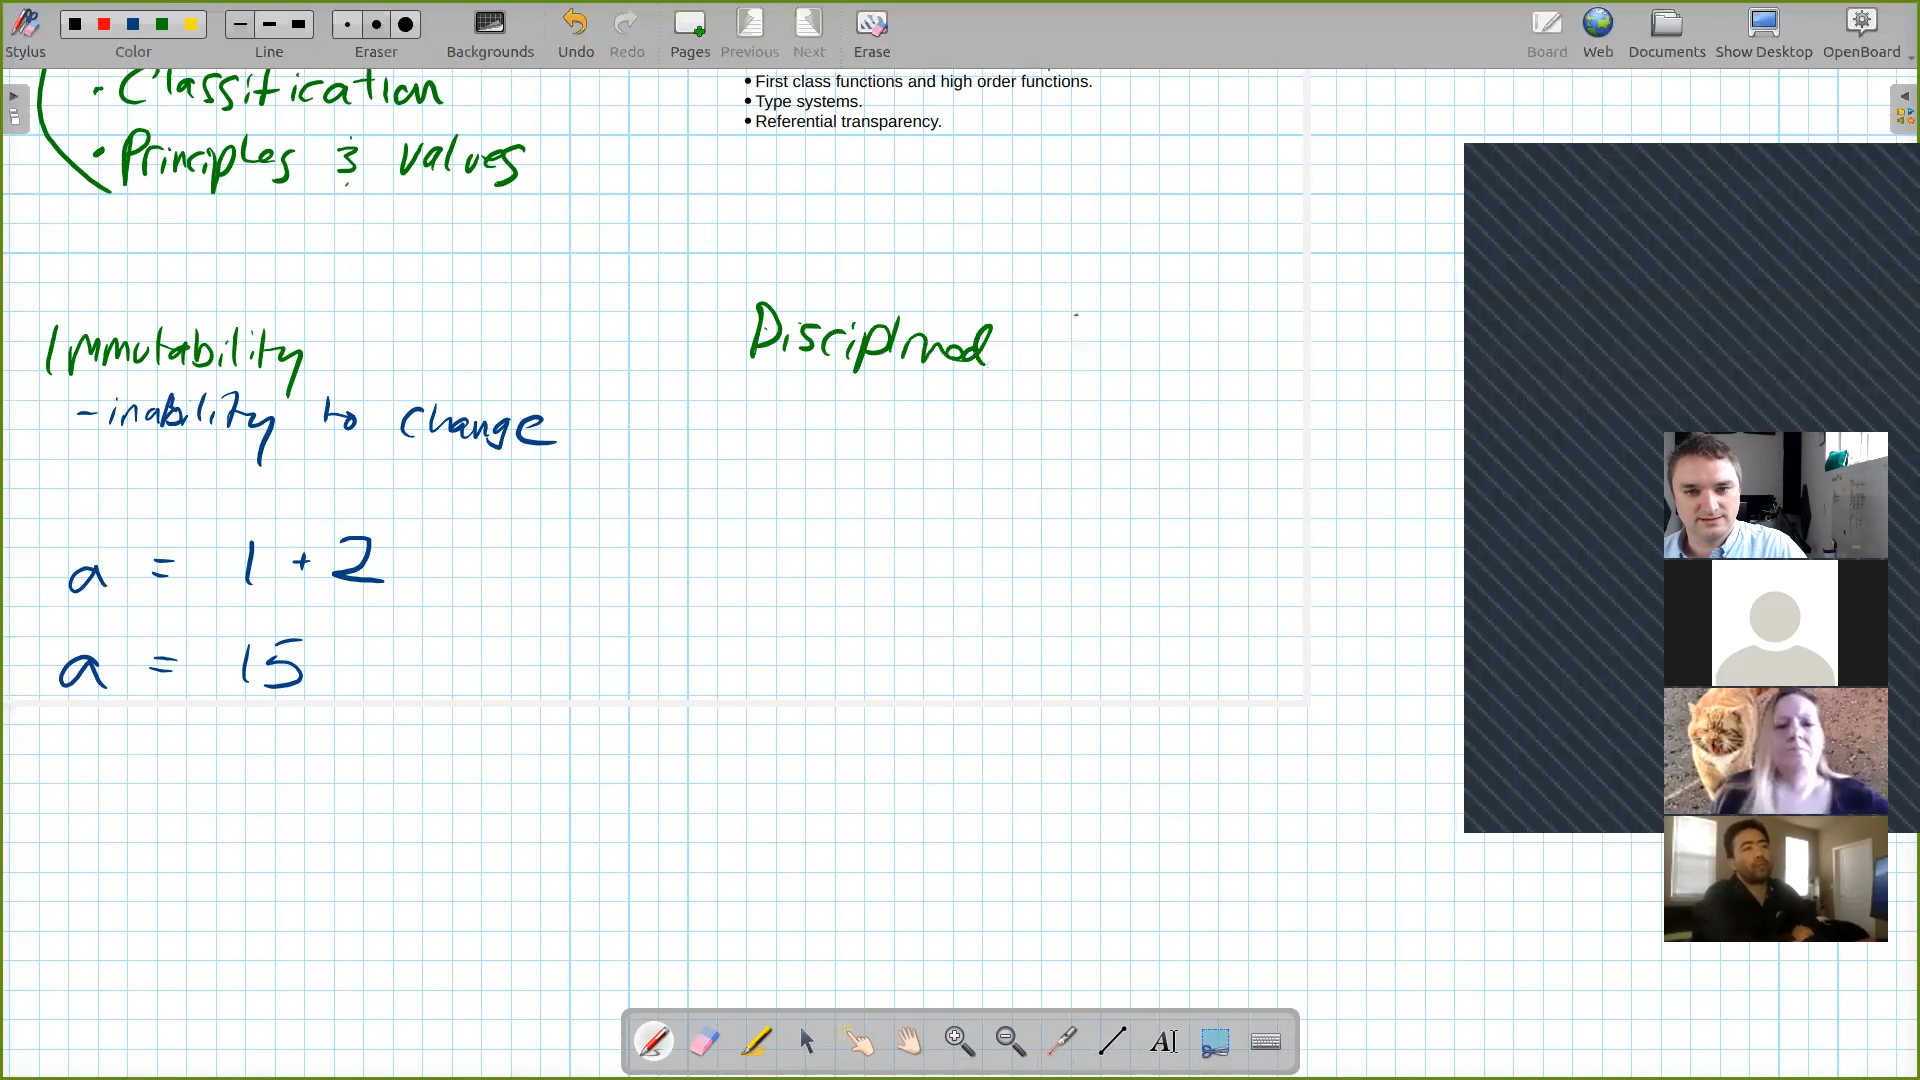 Stylus
Color
Line
Eraser
Backgrounds
Undo
Redo
Pages
Previous
Next
Erase
Board
Web
Documents
Show Desktop
OpenBoard
• Classification
• Principles & values
• First class functions and high order functions.
• Type systems.
• Referential transparency.
Immutability
- inability to change
a = 1 + 2
a = 15
Disciplined